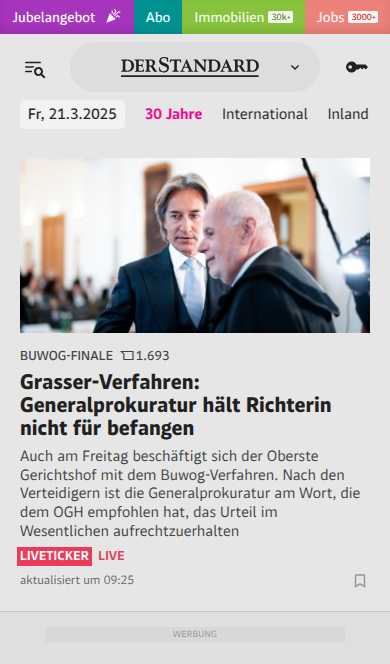 Jubelangebot Abo Immobilien 30k+ Jobs 3000+
DERSTANDARD
Fr, 21.3.2025 30 Jahre International Inland
BUWOG-FINALE 1.693
Grasser-Verfahren:
Generalprokuratur hält Richterin
nicht für befangen
Auch am Freitag beschäftigt sich der Oberste
Gerichtshof mit dem Buwog-Verfahren. Nach den
Verteidigern ist die Generalprokuratur am Wort, die
dem OGH empfohlen hat, das Urteil im
Wesentlichen aufrechtzuerhalten
LIVETICKER LIVE
aktualisiert um 09:25
WERBUNG